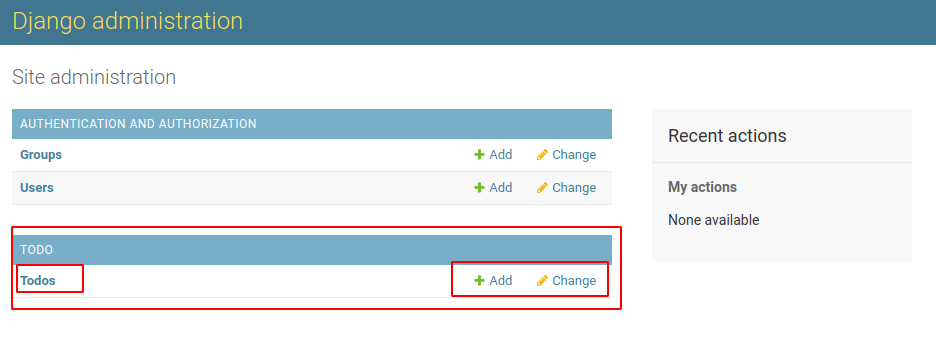 Django administration
Site administration
AUTHENTICATION AND AUTHORIZATION
Groups Add Change
Users Add Change
TODO
Todos Add Change
Recent actions
My actions
None available